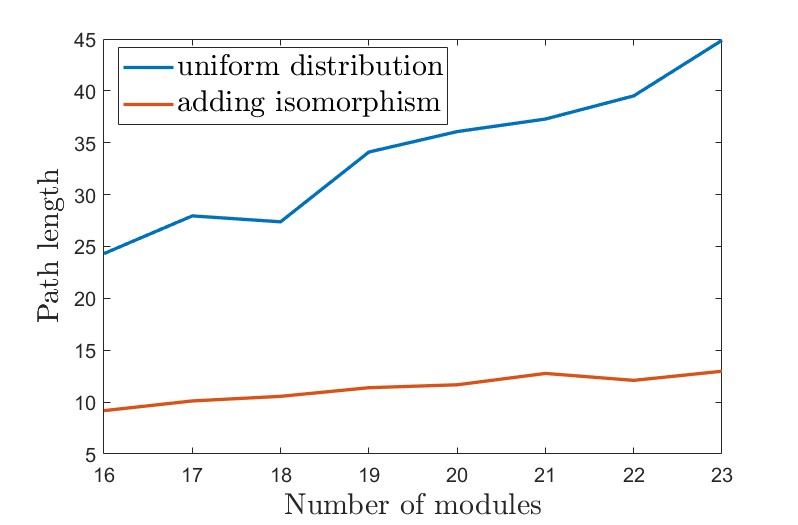 45
40
35
30
25
20
15
10
5
Path length
uniform distribution
adding isomorphism
16 17 18 19 20 21 22 23
Number of modules